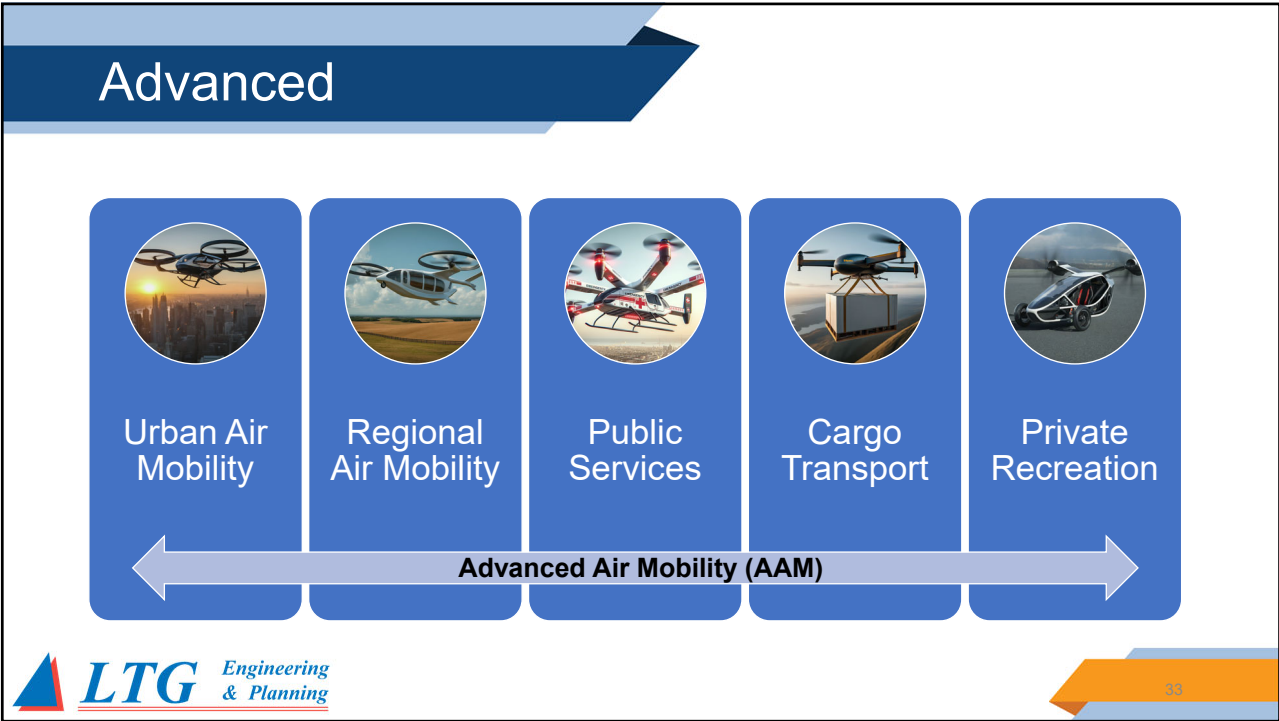 Advanced
Urban Air
Mobility
Regional
Air Mobility
Public
Services
Cargo
Transport
Private
Recreation
Advanced Air Mobility (AAM)
LTG Engineering
& Planning
33